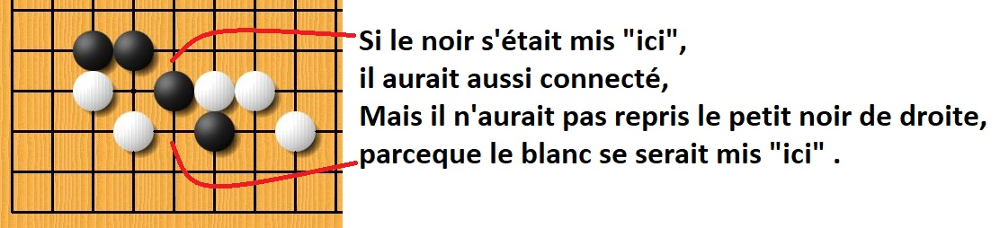 Si le noir s'était mis "ici",
il aurait aussi connecté,
Mais il n'aurait pas repris le petit noir de droite,
parceque le blanc se serait mis "ici" .